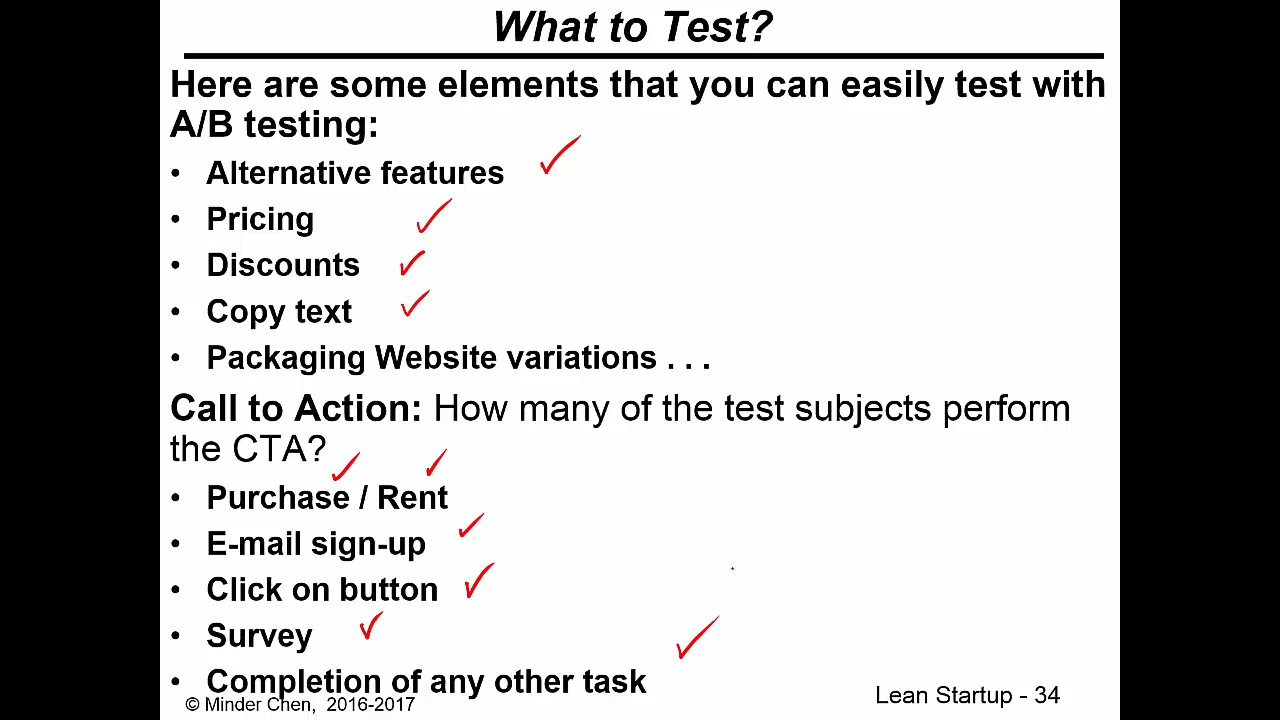 What to Test?
Here are some elements that you can easily test with
A/B testing:
• Alternative features
• Pricing
• Discounts
• Copy text
• Packaging Website variations . . .
Call to Action: How many of the test subjects perform
the CTA?
• Purchase / Rent
• E-mail sign-up
• Click on button
• Survey
• Completion of any other task
© Minder Chen, 2016-2017
Lean Startup - 34